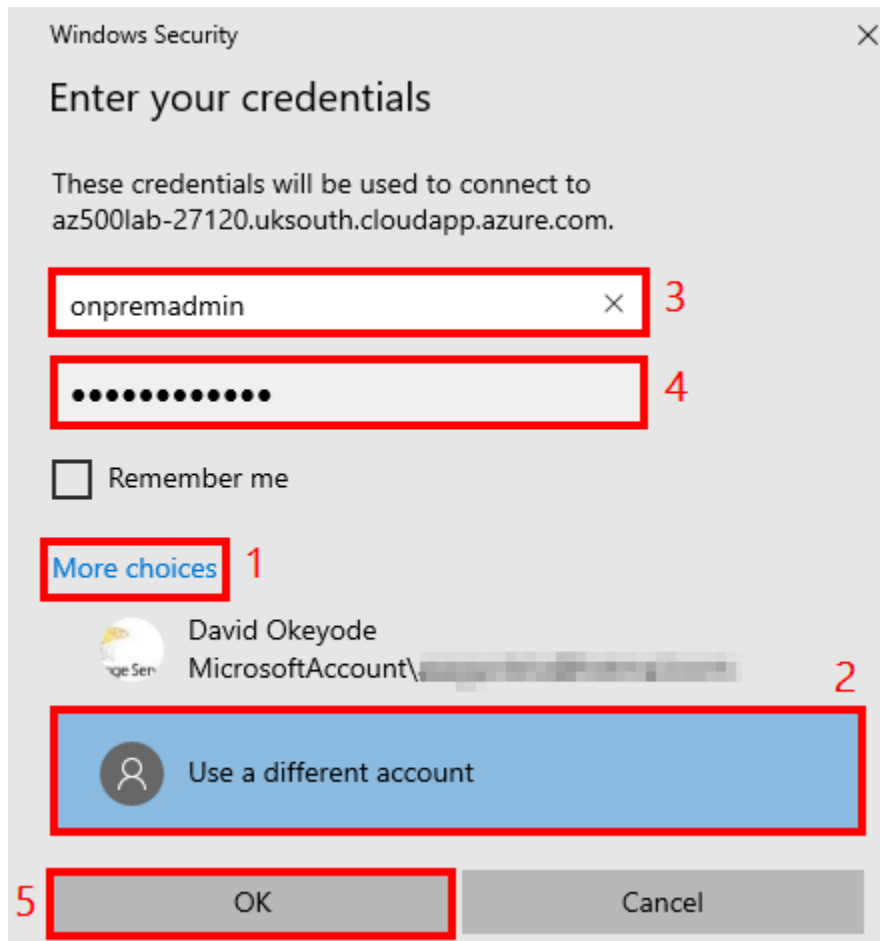 Windows Security
Enter your credentials
These credentials will be used to connect to
az500lab-27120.uksouth.cloudapp.azure.com.
onpremadmin
3
••••••••••••
4
Remember me
More choices
1
David Okeyode
MicrosoftAccount\
2
Use a different account
5
OK
Cancel